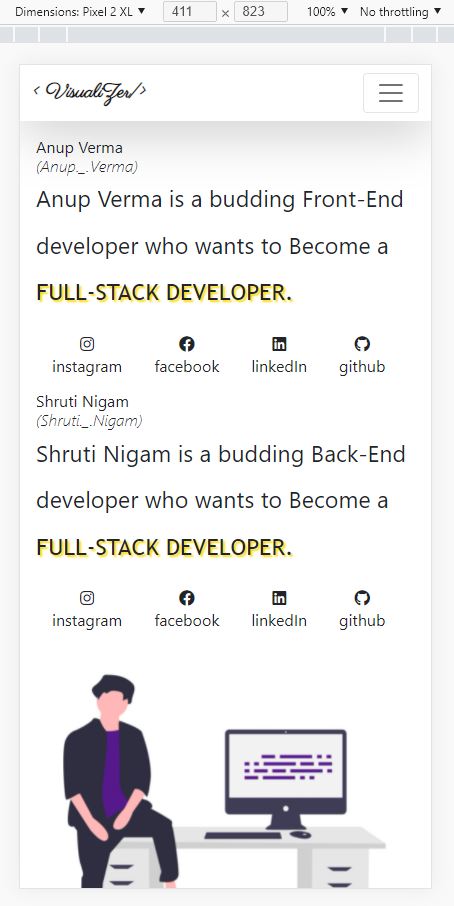 Dimensions: Pixel 2 XL ▼ 411 × 823 100% ▼ No throttling ▼
< VisualiZer/>
Anup Verma
(Anup._.Verma)
Anup Verma is a budding Front-End
developer who wants to Become a
FULL-STACK DEVELOPER.
instagram facebook linkedIn github
Shruti Nigam
(Shruti._.Nigam)
Shruti Nigam is a budding Back-End
developer who wants to Become a
FULL-STACK DEVELOPER.
instagram facebook linkedIn github